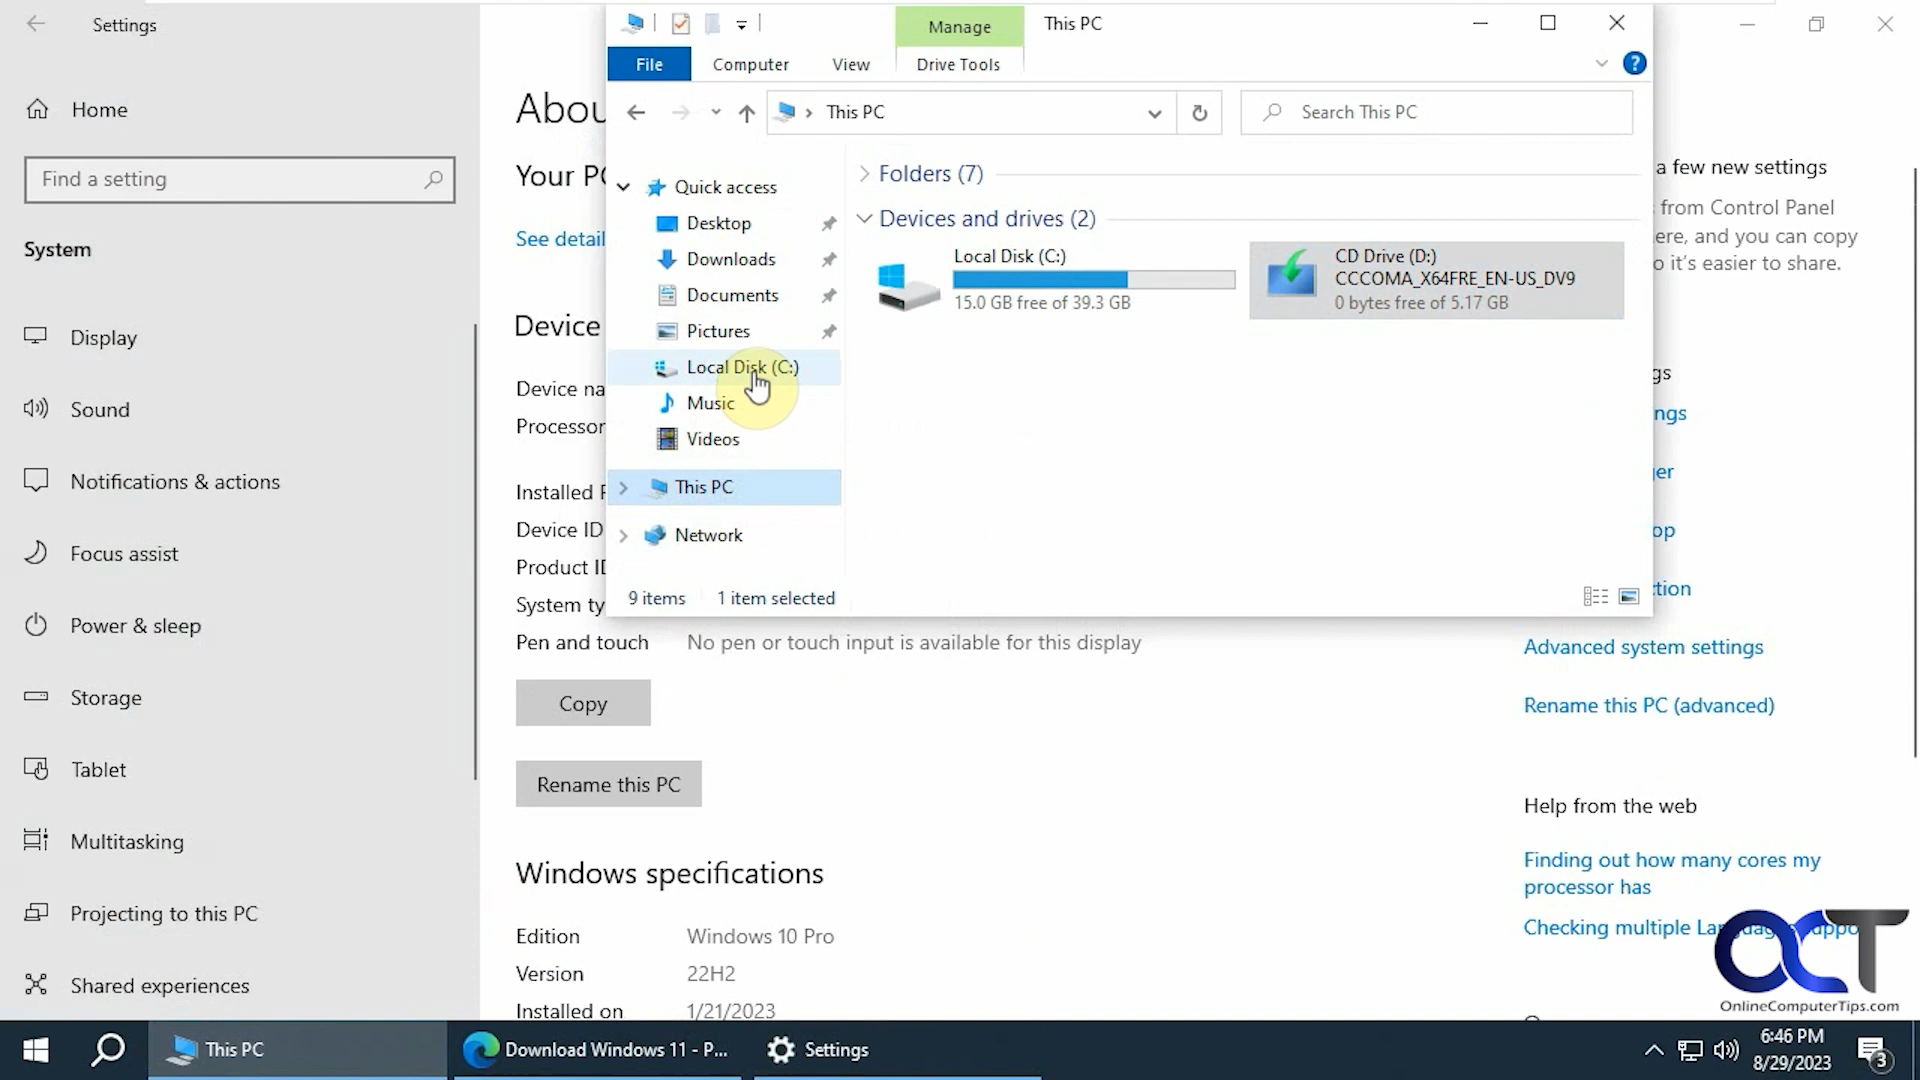 Settings
Home
Find a setting
System
Display
Sound
Notifications & actions
Focus assist
Power & sleep
Storage
Tablet
Multitasking
Projecting to this PC
Shared experiences
Your PC
See detail
Device
Device na
Processor
Device ID
Product ID
System ty
Pen and touch No pen or touch input is available for this display
Copy
Rename this PC
Windows specifications
Edition Windows 10 Pro
Version 22H2
Installed on 1/21/2023
Manage This PC
File Computer View Drive Tools
This PC
Search This PC
Quick access
Desktop
Downloads
Documents
Pictures
Local Disk (C:)
Music
Videos
This PC
Network
Folders (7)
Devices and drives (2)
Local Disk (C:)
15.0 GB free of 39.3 GB
CD Drive (D:)
CCCOMA_X64FRE_EN-US_DV9
0 bytes free of 5.17 GB
9 items 1 item selected
a few new settings
from Control Panel
ere, and you can copy
o it's easier to share.
gs
ngs
ger
op
ction
Advanced system settings
Rename this PC (advanced)
Help from the web
Finding out how many cores my
processor has
Checking multiple
OCT
OnlineComputerTips.com
This PC
Download Windows 11 - P...
Settings
6:46 PM
8/29/2023
3